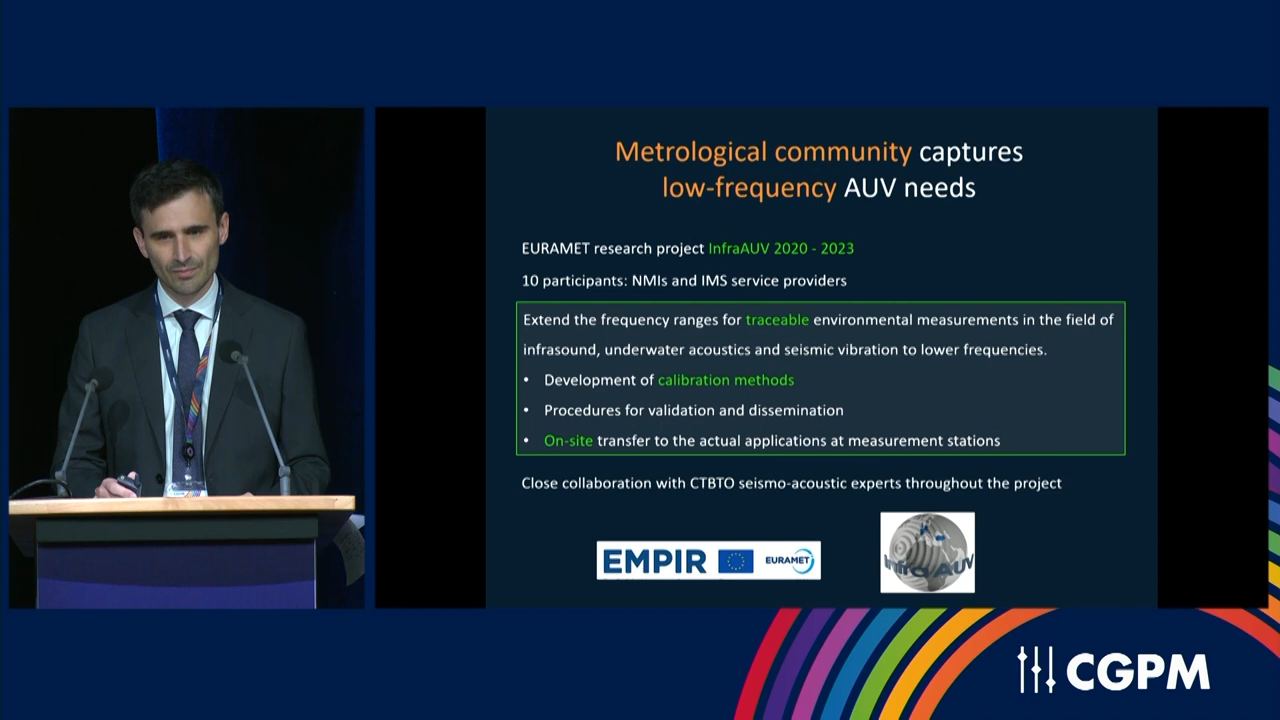 Metrological community captures
low-frequency AUV needs
EURAMET research project InfraAUV 2020 - 2023
10 participants: NMIs and IMS service providers
Extend the frequency ranges for traceable environmental measurements in the field of
infrasound, underwater acoustics and seismic vibration to lower frequencies.
• Development of calibration methods
• Procedures for validation and dissemination
• On-site transfer to the actual applications at measurement stations
Close collaboration with CTBTO seismo-acoustic experts throughout the project
EMPIR EURAMET
Infra AUV
CGPM